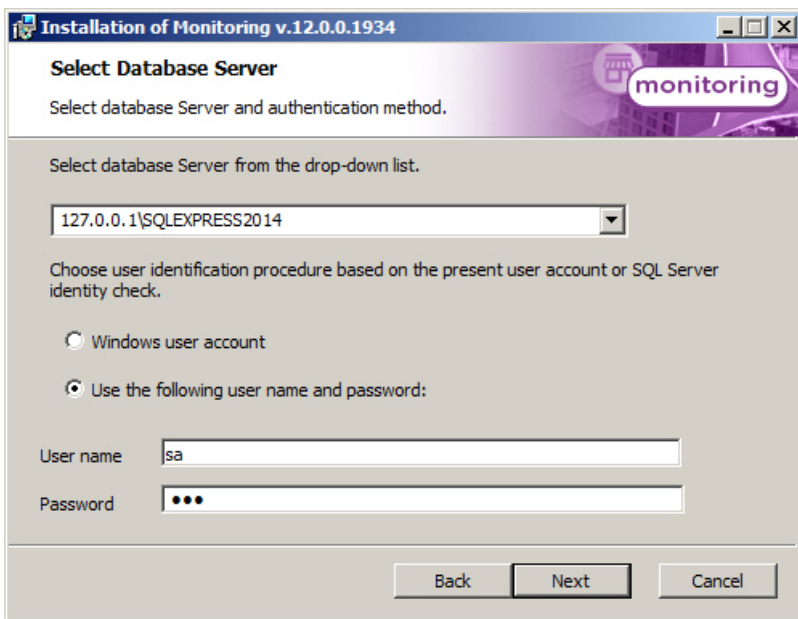 Installation of Monitoring v.12.0.0.1934
Select Database Server
Select database Server and authentication method.
monitoring
Select database Server from the drop-down list.
127.0.0.1\SQLEXPRESS2014
Choose user identification procedure based on the present user account or SQL Server
identity check.
Windows user account
Use the following user name and password:
User name sa
Password •••
Back Next Cancel